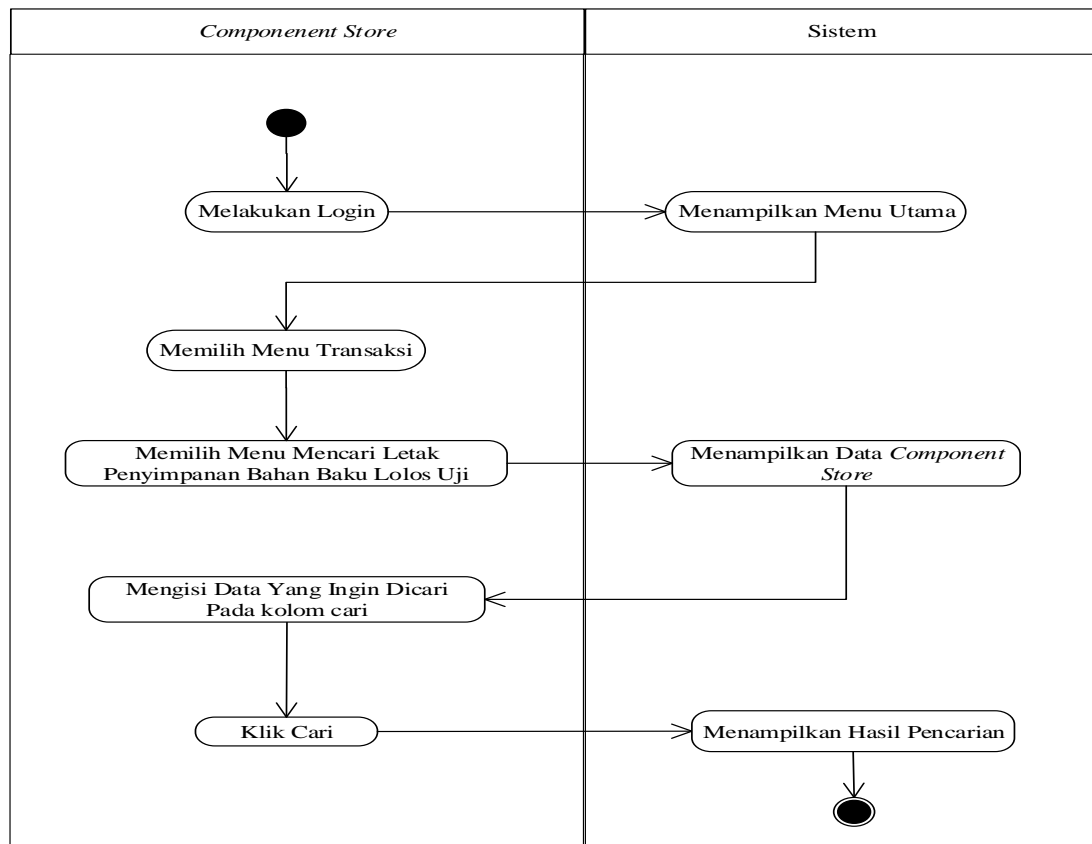 Componenent Store
Sistem
Melakukan Login
Menampilkan Menu Utama
Memilih Menu Transaksi
Memilih Menu Mencari Letak
Penyimpanan Bahan Baku Lolos Uji
Menampilkan Data Component
Store
Mengisi Data Yang Ingin Dicari
Pada kolom cari
Klik Cari
Menampilkan Hasil Pencarian